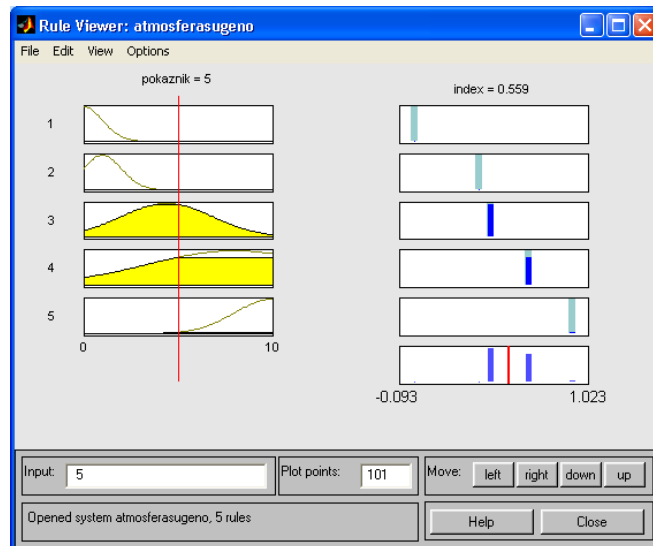 Rule Viewer: atmosferasugeno
File Edit View Options
pokaznik = 5
index = 0.559
1
2
3
4
5
0 10
-0.093 1.023
Input: 5 Plot points: 101 Move: left right down up
Opened system atmosferasugeno, 5 rules Help Close